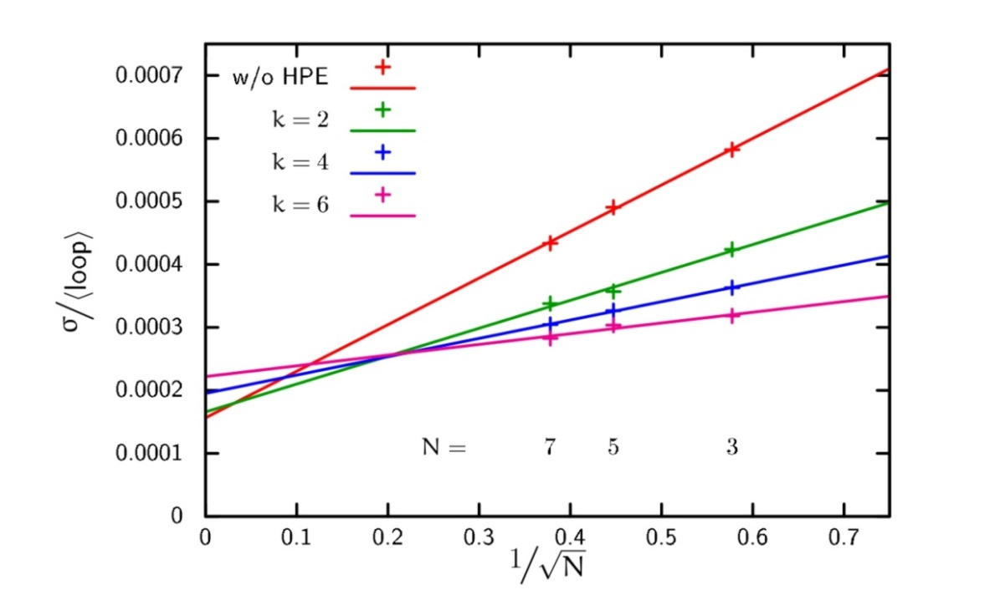 0.0007
0.0006
0.0005
0.0004
0.0003
0.0002
0.0001
0
σ/⟨loop⟩
w/o HPE
k = 2
k = 4
k = 6
N = 7 5 3
0 0.1 0.2 0.3 0.4 0.5 0.6 0.7
1/√N